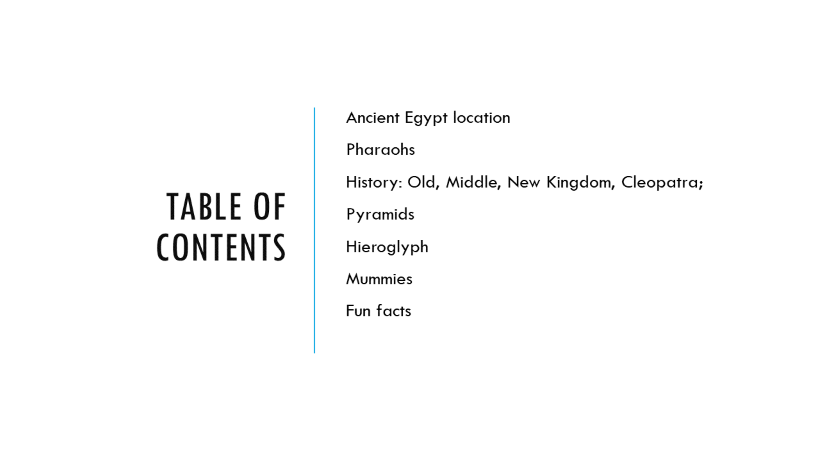 TABLE OF
CONTENTS
Ancient Egypt location
Pharaohs
History: Old, Middle, New Kingdom, Cleopatra;
Pyramids
Hieroglyph
Mummies
Fun facts